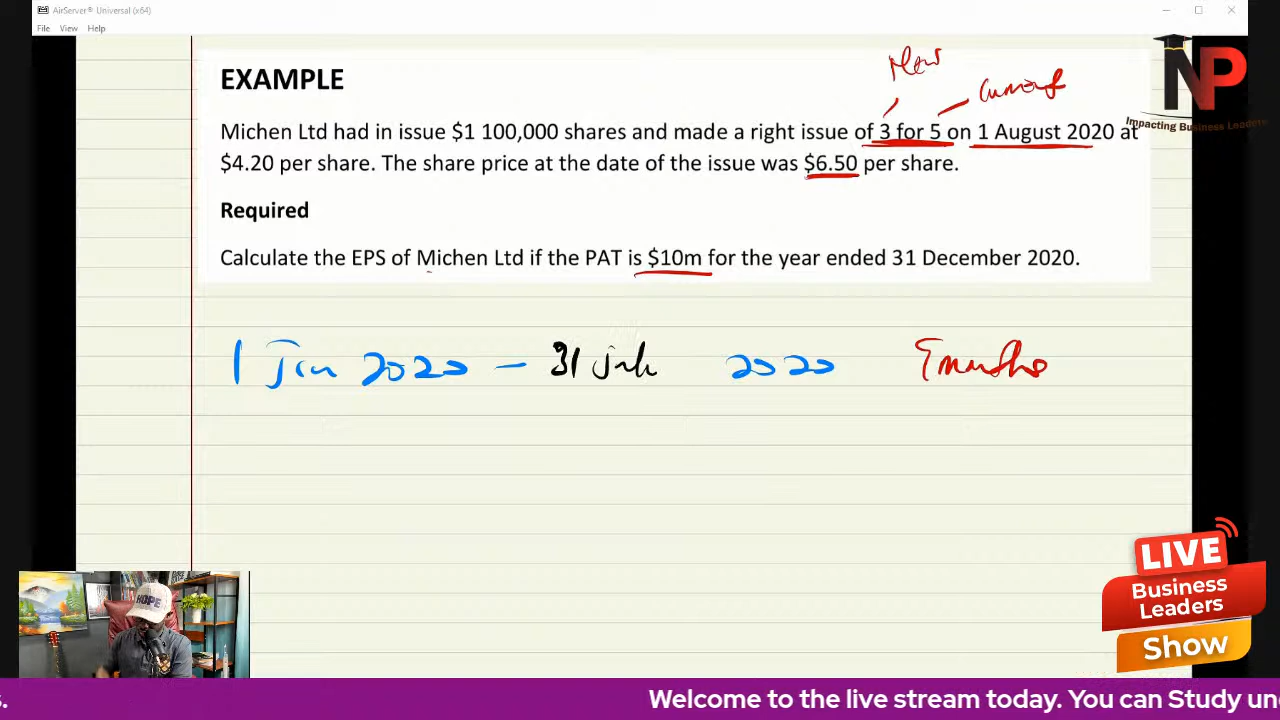 AirServer® Universal (x64)
File View Help
New
Current
EXAMPLE
Michen Ltd had in issue $1 100,000 shares and made a right issue of 3 for 5 on 1 August 2020 at
$4.20 per share. The share price at the date of the issue was $6.50 per share.
Required
Calculate the EPS of Michen Ltd if the PAT is $10m for the year ended 31 December 2020.
1 Jan 2020 – 31 July 2020 7 months
NP
Impacting Business Leaders
HOPE
LIVE
Business
Leaders
Show
s. Welcome to the live stream today. You can Study un